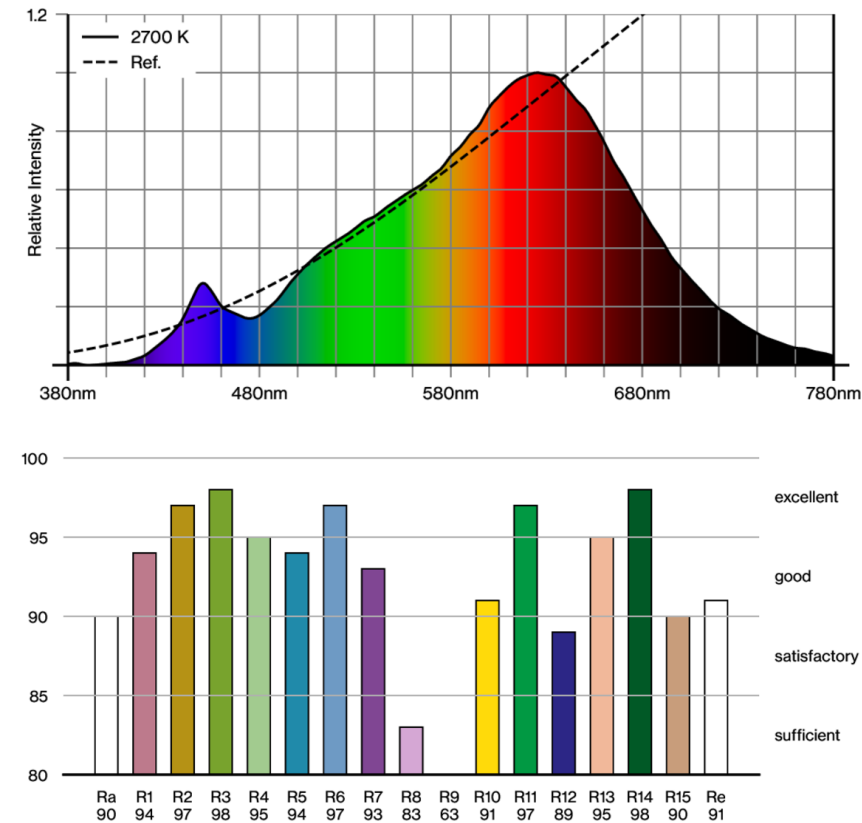 1.2
2700 K
Ref.
Relative Intensity
380nm 480nm 580nm 680nm 780nm
100
excellent
95
good
90
satisfactory
85
sufficient
80
Ra R1 R2 R3 R4 R5 R6 R7 R8 R9 R10 R11 R12 R13 R14 R15 Re
90 94 97 98 95 94 97 93 83 63 91 97 89 95 98 90 91